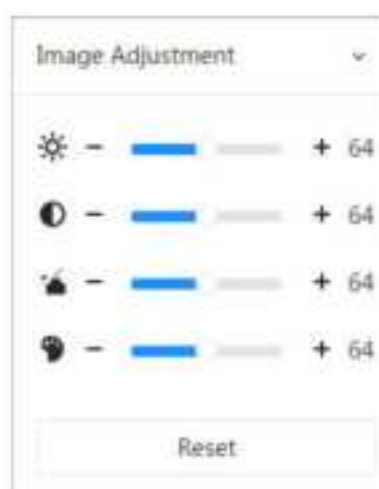 Image Adjustment
- + 64
- + 64
- + 64
- + 64
Reset